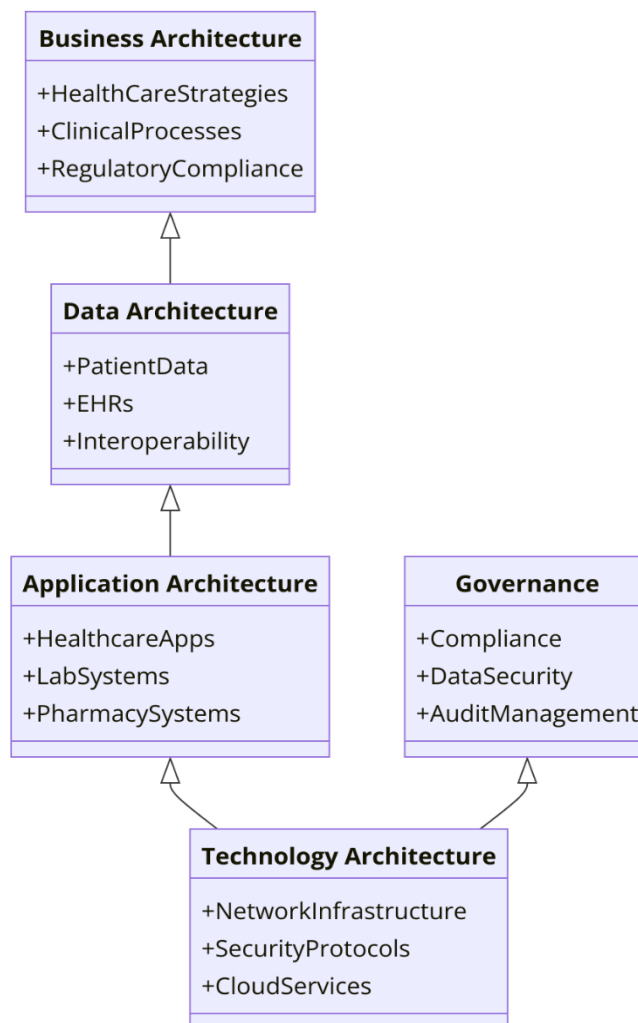 Business Architecture
+HealthCareStrategies
+ClinicalProcesses
+RegulatoryCompliance
Data Architecture
+PatientData
+EHRs
+Interoperability
Application Architecture
+HealthcareApps
+LabSystems
+PharmacySystems
Governance
+Compliance
+DataSecurity
+AuditManagement
Technology Architecture
+NetworkInfrastructure
+SecurityProtocols
+CloudServices